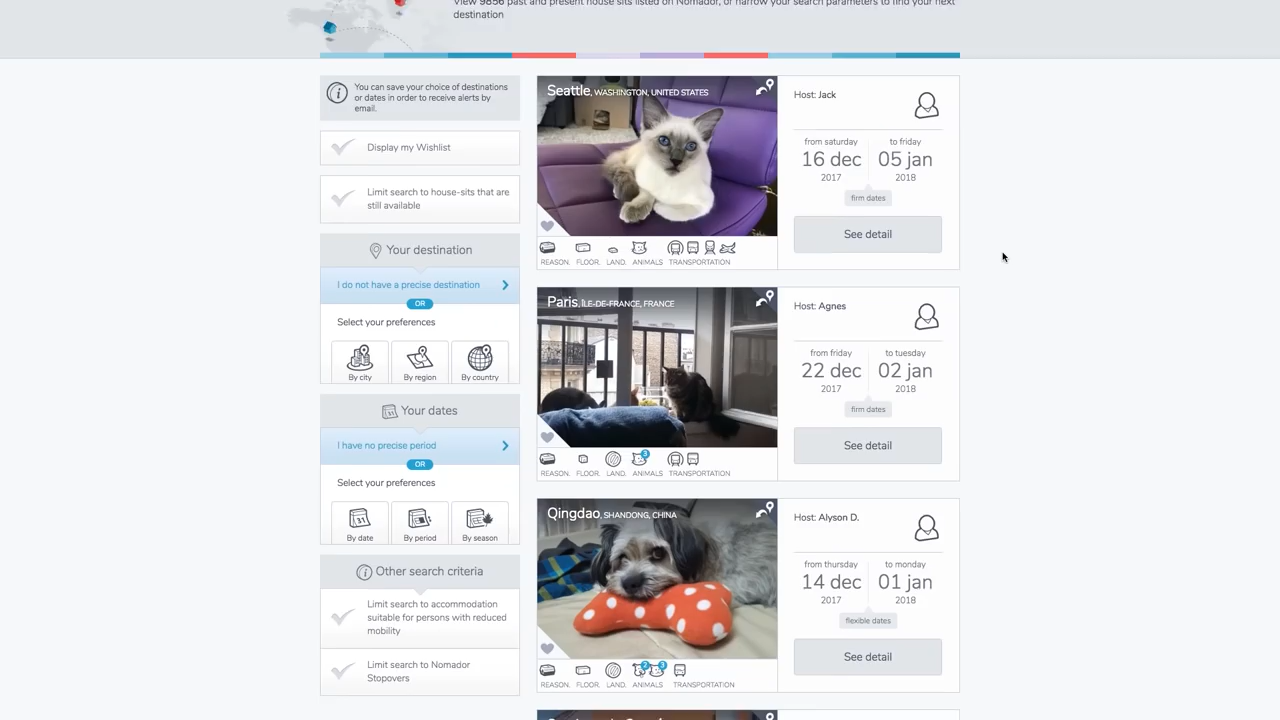 View 9856 past and present house sits listed on Nomador, or narrow your search parameters to find your next
destination
You can save your choice of destinations
or dates in order to receive alerts by
email.
Display my Wishlist
Limit search to house-sits that are
still available
Your destination
I do not have a precise destination
OR
Select your preferences
By city
By region
By country
Your dates
31
I have no precise period
OR
Select your preferences
31
By date
By period
By season
Other search criteria
Limit search to accommodation
suitable for persons with reduced
mobility
Limit search to Nomador
Stopovers
Seattle, WASHINGTON, UNITED STATES
REASON. FLOOR. LAND. ANIMALS TRANSPORTATION
Host: Jack
from saturday to friday
16 dec 05 jan
2017 2018
firm dates
See detail
Paris, ÎLE-DE-FRANCE, FRANCE
3
REASON. FLOOR. LAND. ANIMALS TRANSPORTATION
Host: Agnes
from friday to tuesday
22 dec 02 jan
2017 2018
firm dates
See detail
Qingdao, SHANDONG, CHINA
2 3
REASON. FLOOR. LAND. ANIMALS TRANSPORTATION
Host: Alyson D.
from thursday to monday
14 dec 01 jan
2017 2018
flexible dates
See detail